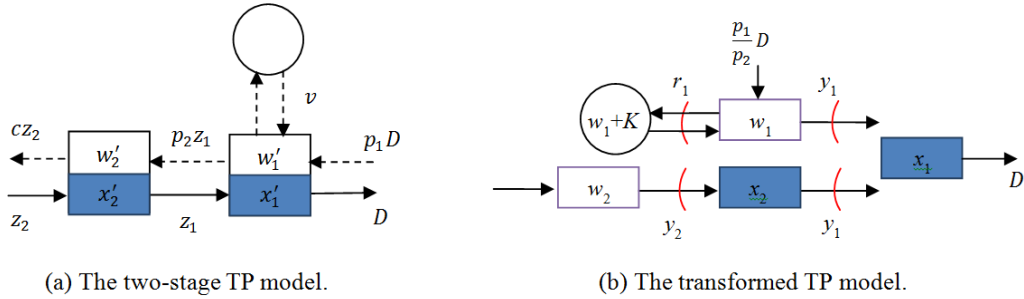 v
cz₂
w′₂
p₂z₁
w′₁
p₁D
x′₂
x′₁
z₂
z₁
D
(a) The two-stage TP model.
p₁/p₂ D
r₁
y₁
w₁+K
w₁
x₁
D
w₂
x₂
y₂
y₁
(b) The transformed TP model.